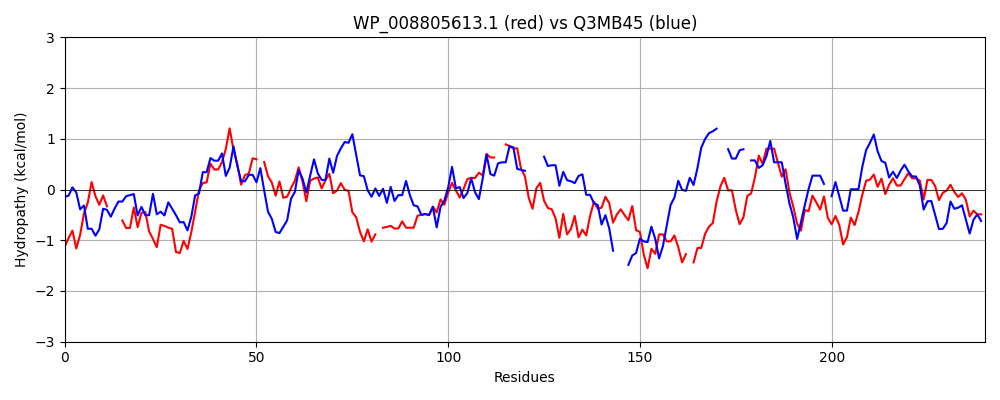 WP_008805613.1 (red) vs Q3MB45 (blue)
Hydropathy (kcal/mol)
3
2
1
0
−1
−2
−3
0 50 100 150 200
Residues